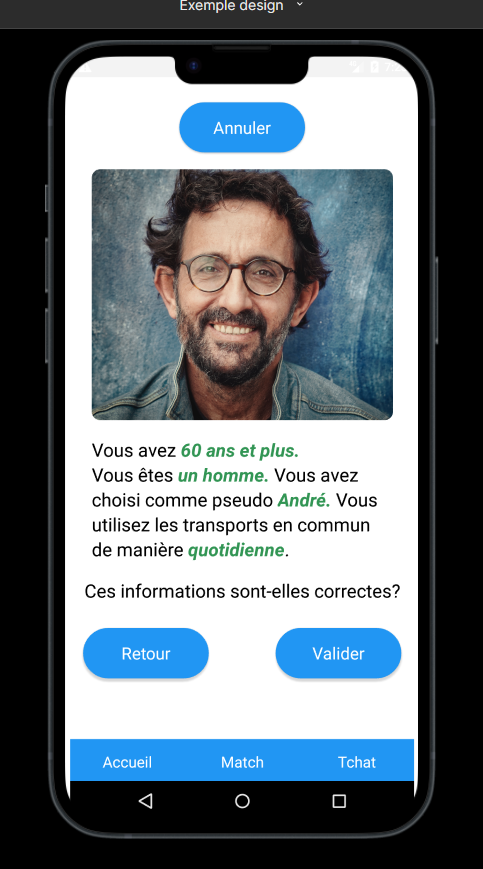 Exemple design
Annuler
Vous avez 60 ans et plus.
Vous êtes un homme. Vous avez
choisi comme pseudo André. Vous
utilisez les transports en commun
de manière quotidienne.
Ces informations sont-elles correctes?
Retour Valider
Accueil Match Tchat